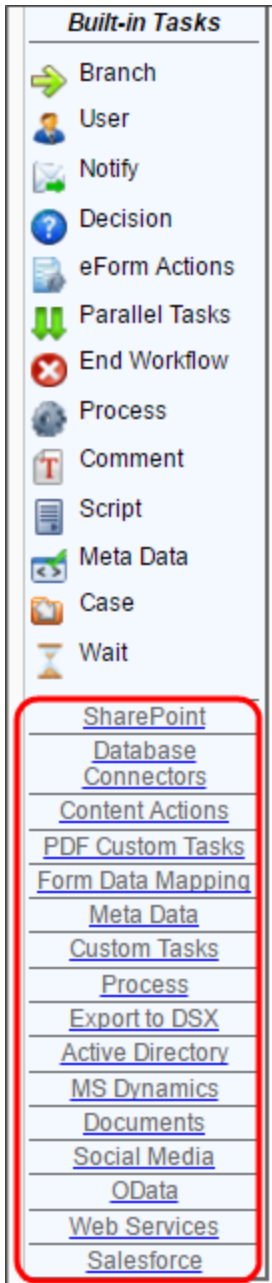 Built-in Tasks
Branch
User
Notify
Decision
eForm Actions
Parallel Tasks
End Workflow
Process
Comment
Script
Meta Data
Case
Wait
SharePoint
Database
Connectors
Content Actions
PDF Custom Tasks
Form Data Mapping
Meta Data
Custom Tasks
Process
Export to DSX
Active Directory
MS Dynamics
Documents
Social Media
OData
Web Services
Salesforce